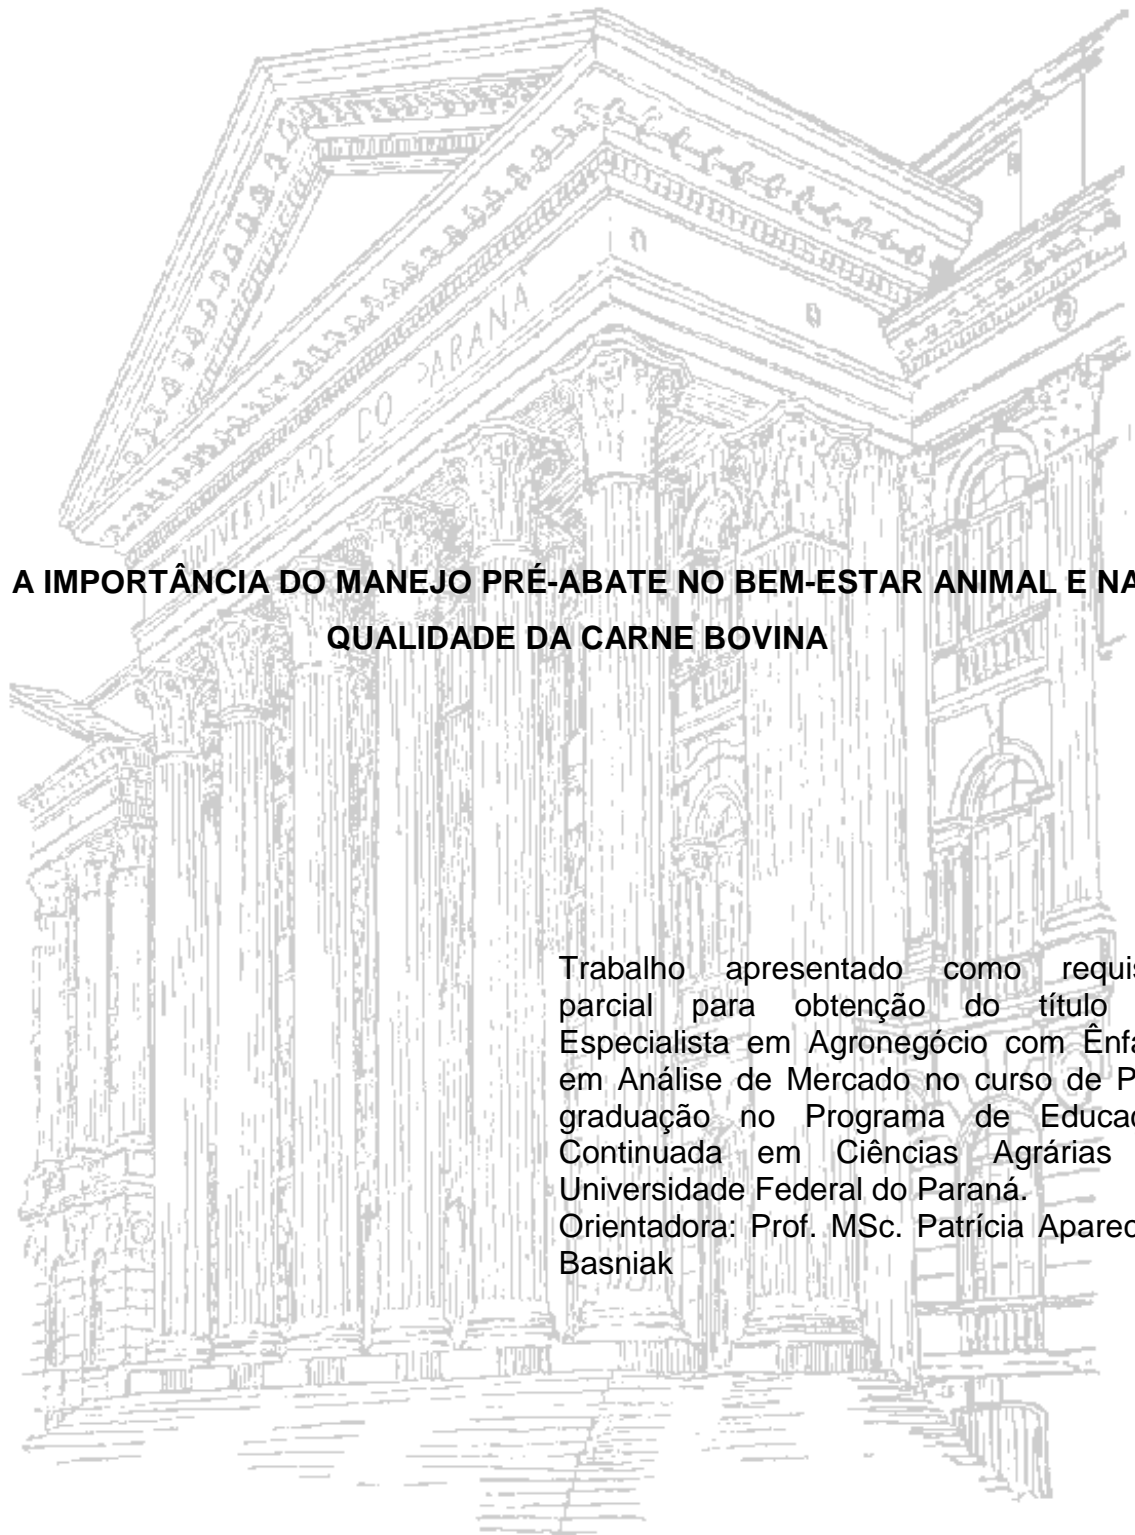 UNIVERSIDADE DO PARANÁ
A IMPORTÂNCIA DO MANEJO PRÉ-ABATE NO BEM-ESTAR ANIMAL E NA
QUALIDADE DA CARNE BOVINA
Trabalho apresentado como requis
parcial para obtenção do título
Especialista em Agronegócio com Ênfa
em Análise de Mercado no curso de P
graduação no Programa de Educaç
Continuada em Ciências Agrárias
Universidade Federal do Paraná.
Orientadora: Prof. MSc. Patrícia Aparec
Basniak